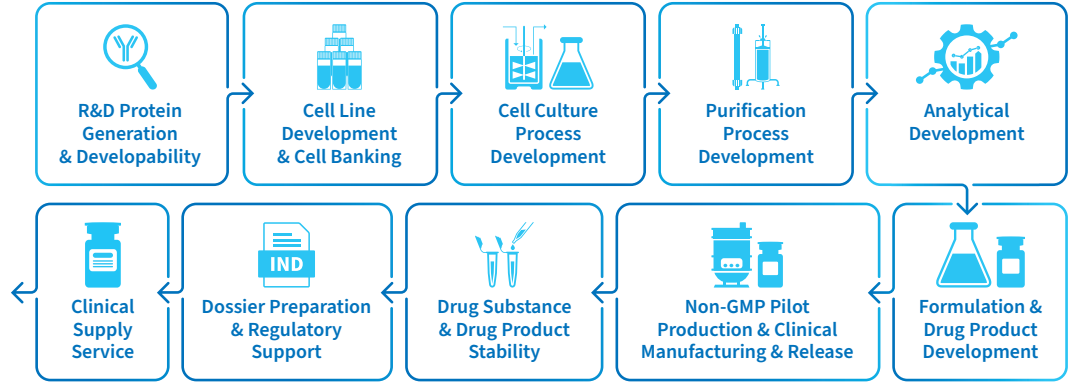 R&D Protein
Generation
& Developability
Cell Line
Development
& Cell Banking
Cell Culture
Process
Development
Purification
Process
Development
Analytical
Development
Formulation &
Drug Product
Development
Non-GMP Pilot
Production & Clinical
Manufacturing & Release
Drug Substance
& Drug Product
Stability
IND
Dossier Preparation
& Regulatory
Support
Clinical
Supply
Service